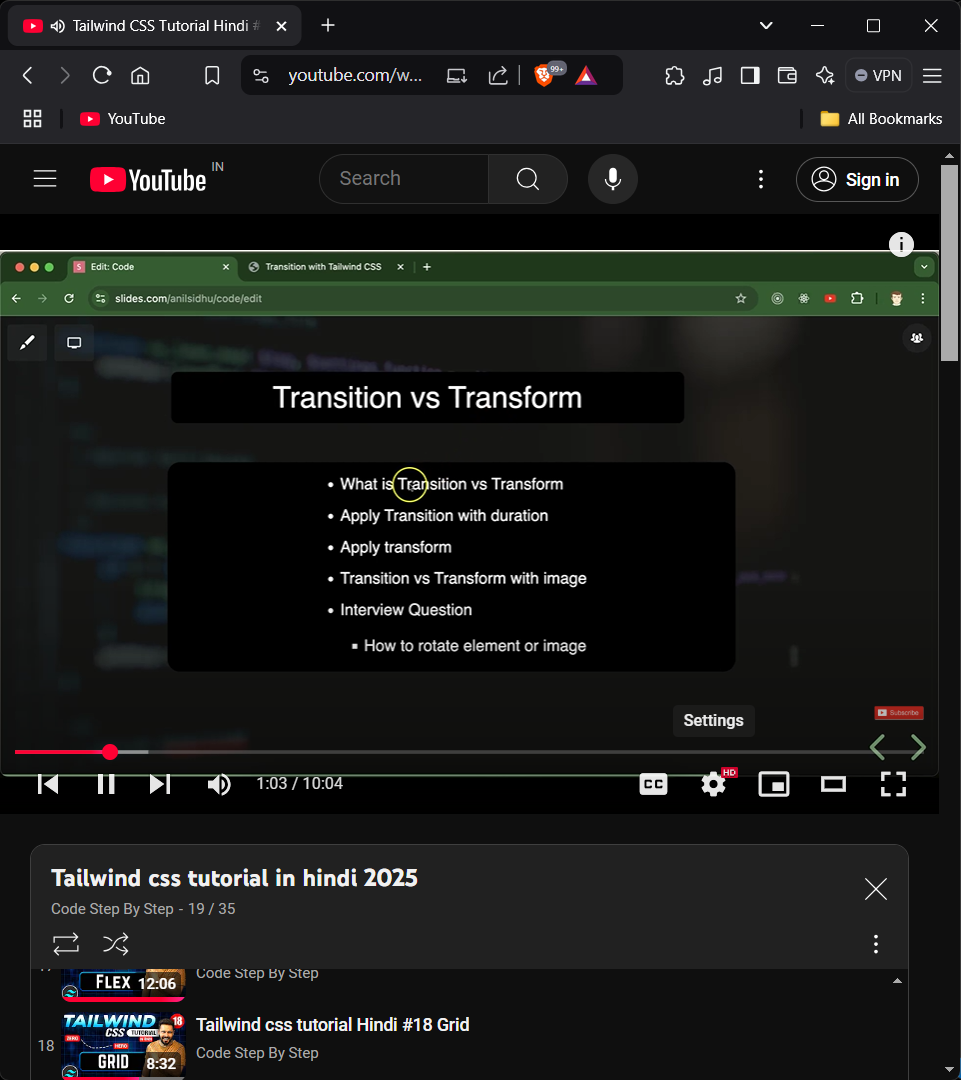 Tailwind CSS Tutorial Hindi #
youtube.com/w...
99+
VPN
YouTube
All Bookmarks
YouTube IN
Search
Sign in
Edit: Code
Transition with Tailwind CSS
slides.com/anilsidhu/code/edit
Transition vs Transform
• What is Transition vs Transform
• Apply Transition with duration
• Apply transform
• Transition vs Transform with image
• Interview Question
▪ How to rotate element or image
Subscribe
Settings
1:03 / 10:04
CC
HD
Tailwind css tutorial in hindi 2025
Code Step By Step - 19 / 35
17
FLEX 12:06
Code Step By Step
18
TAILWIND 18
CSS TUTORIAL
ZERO
HERO
GRID 8:32
Tailwind css tutorial Hindi #18 Grid
Code Step By Step